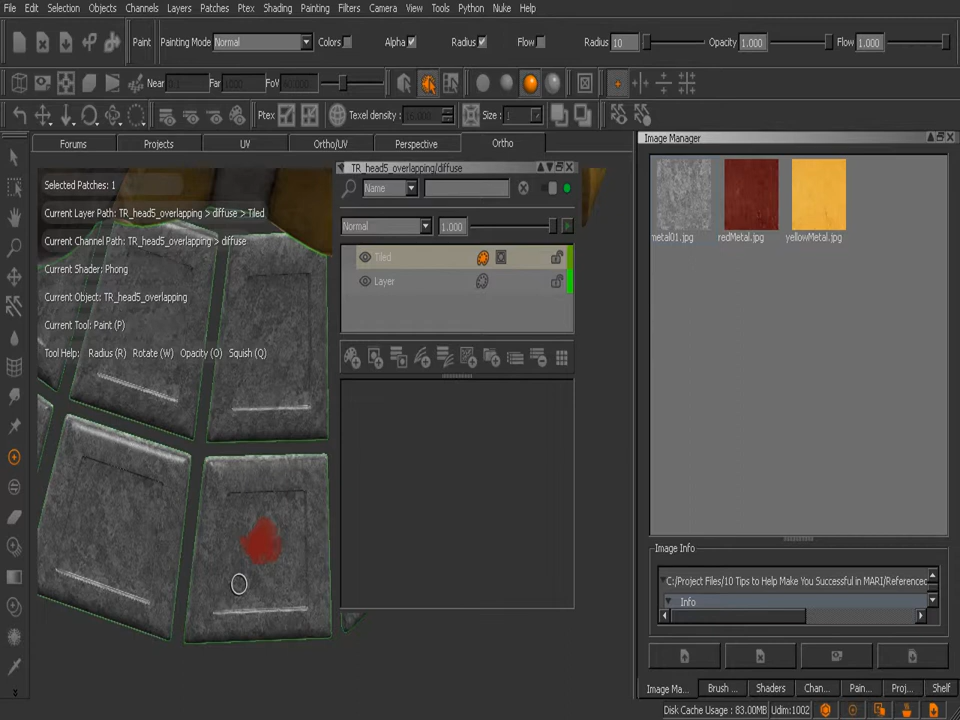 File Edit Selection Objects Channels Layers Patches Ptex Shading Painting Filters Camera View Tools Python Nuke Help
Paint Painting Mode Normal Colors Alpha Radius Flow Radius 10 Opacity 1.000 Flow 1.000
Near 0.1 Far 1000 FoV
Ptex Texel density: Size: 1
Forums Projects UV Ortho/UV Perspective Ortho
Image Manager
TR_head5_overlapping/diffuse
Selected Patches: 1
Name
Current Layer Path: TR_head5_overlapping > diffuse > Tiled
Normal 1.000
Current Channel Path: TR_head5_overlapping > diffuse
metal01.jpg redMetal.jpg yellowMetal.jpg
Tiled
Current Shader: Phong
Layer
Current Object: TR_head5_overlapping
Current Tool: Paint (P)
Tool Help: Radius (R) Rotate (W) Opacity (O) Squish (Q)
Image Info
C:/Project Files/10 Tips to Help Make You Successful in MARI/Referenced
Info
Image Ma... Brush ... Shaders Chan... Pain... Proj... Shelf
Disk Cache Usage : 83.00MB Udim:1002